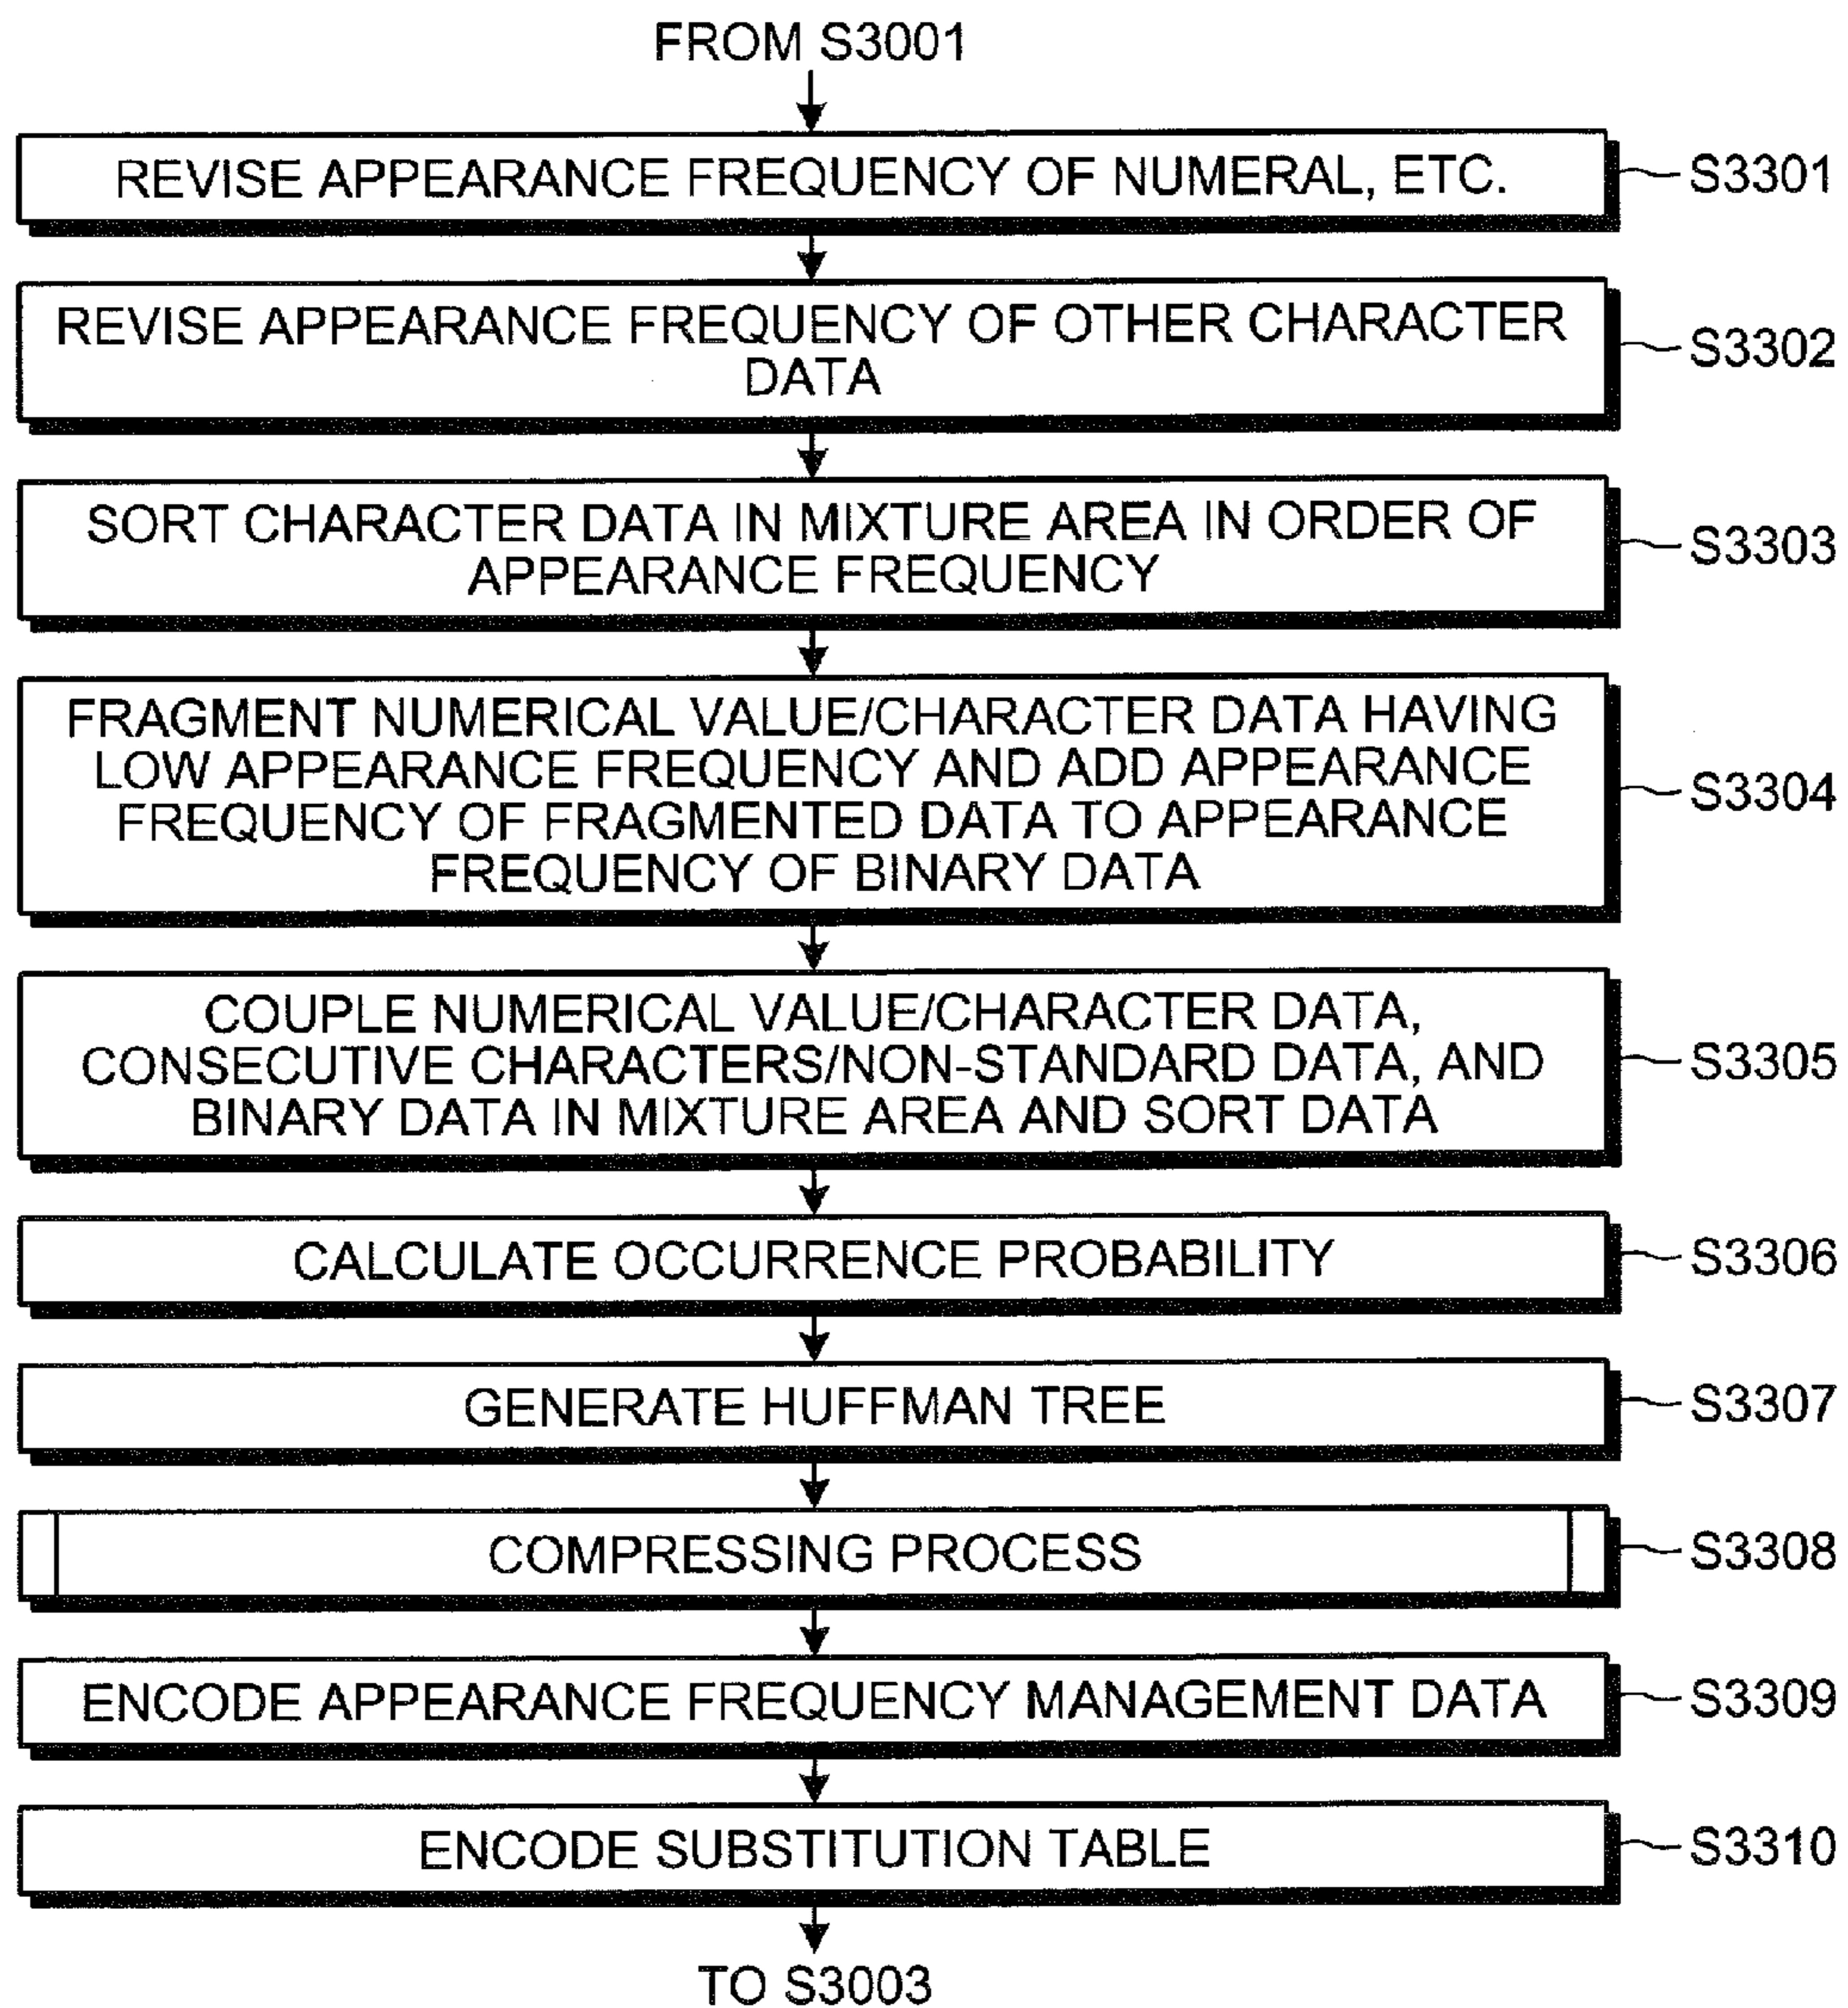 FROM S3001
REVISE APPEARANCE FREQUENCY OF NUMERAL, ETC.
S3301
REVISE APPEARANCE FREQUENCY OF OTHER CHARACTER
DATA
S3302
SORT CHARACTER DATA IN MIXTURE AREA IN ORDER OF
APPEARANCE FREQUENCY
S3303
FRAGMENT NUMERICAL VALUE/CHARACTER DATA HAVING
LOW APPEARANCE FREQUENCY AND ADD APPEARANCE
FREQUENCY OF FRAGMENTED DATA TO APPEARANCE
FREQUENCY OF BINARY DATA
S3304
COUPLE NUMERICAL VALUE/CHARACTER DATA,
CONSECUTIVE CHARACTERS/NON-STANDARD DATA, AND
BINARY DATA IN MIXTURE AREA AND SORT DATA
S3305
CALCULATE OCCURRENCE PROBABILITY
S3306
GENERATE HUFFMAN TREE
S3307
COMPRESSING PROCESS
S3308
ENCODE APPEARANCE FREQUENCY MANAGEMENT DATA
S3309
ENCODE SUBSTITUTION TABLE
S3310
TO S3003